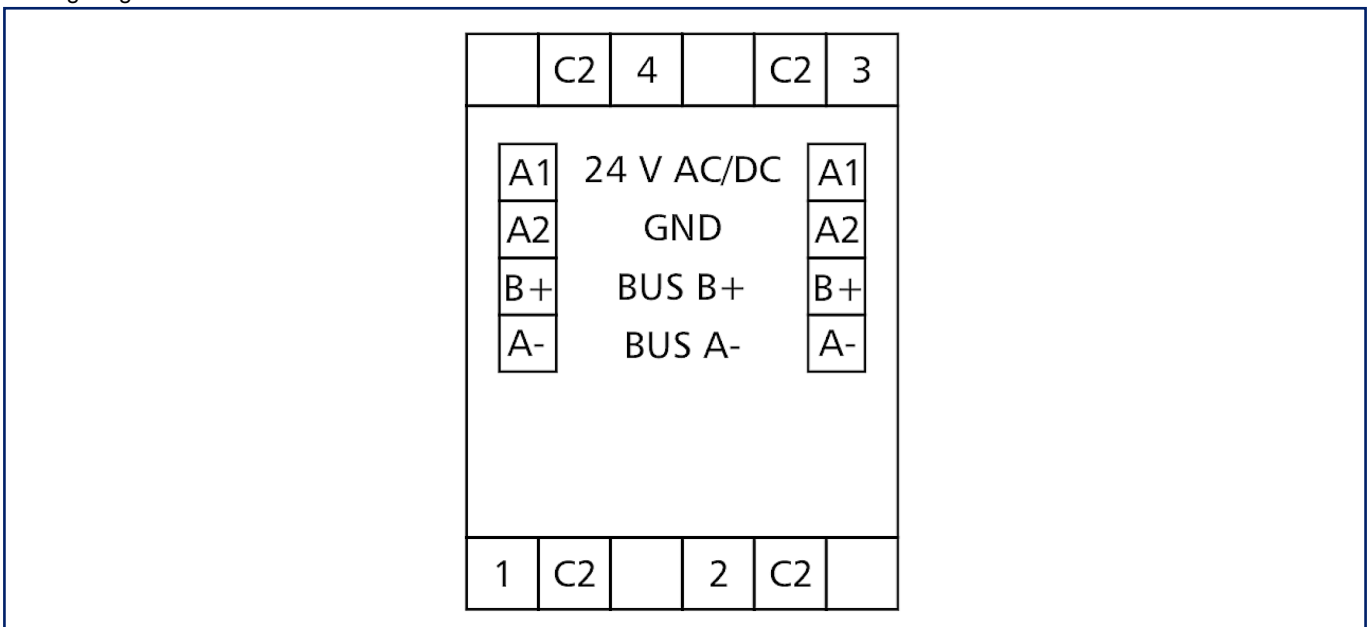 C2 4 C2 3
A1 24 V AC/DC A1
A2 GND A2
B+ BUS B+ B+
A- BUS A- A-
1 C2 2 C2